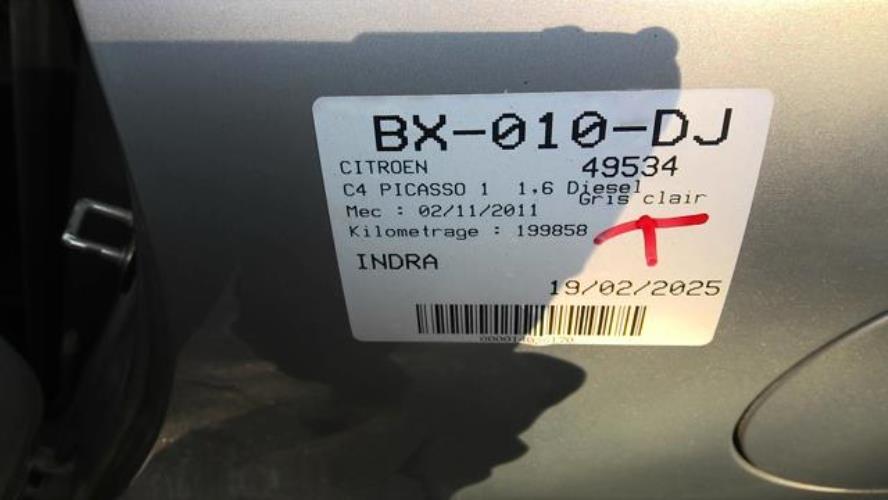 BX-010-DJ
CITROEN 49534
C4 PICASSO 1 1.6 Diesel
Gris clair
Mec : 02/11/2011
Kilometrage : 199858
T
INDRA
19/02/2025